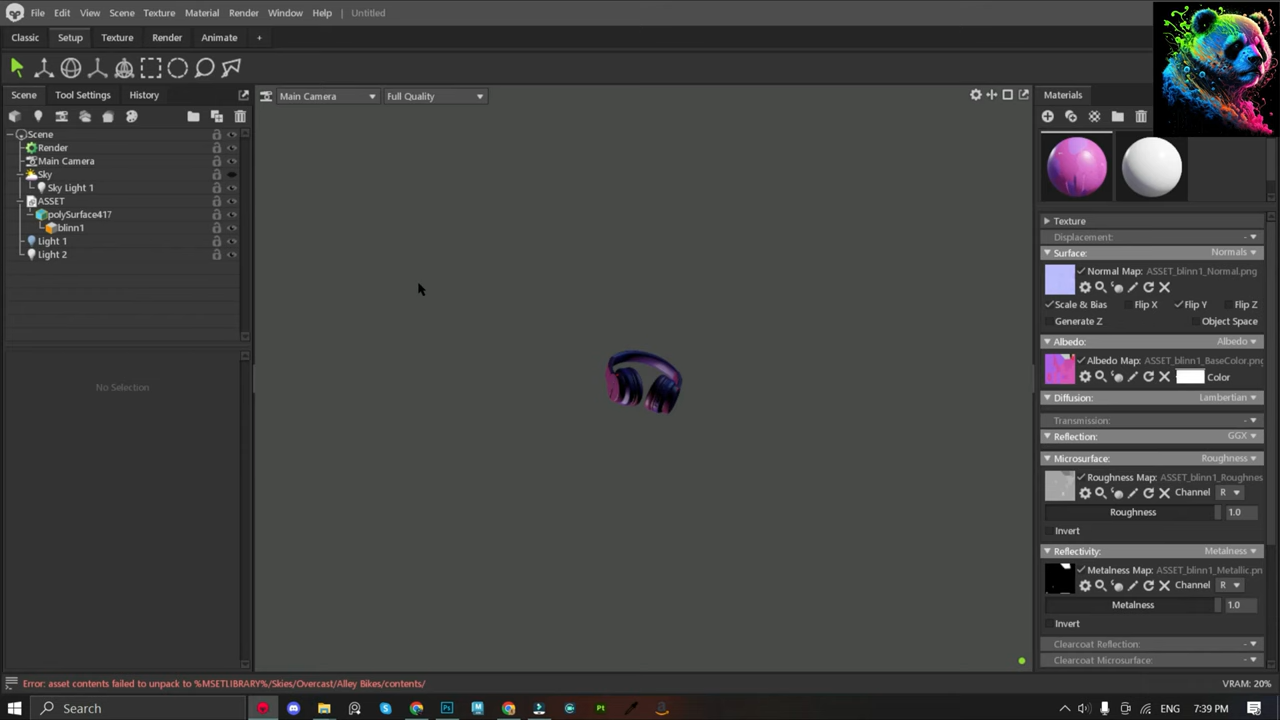 File Edit View Scene Texture Material Render Window Help Untitled
Classic Setup Texture Render Animate +
Scene Tool Settings History
Main Camera Full Quality
Materials
Scene
Render
Main Camera
Sky
Sky Light 1
ASSET
polySurface417
blinn1
Light 1
Light 2
No Selection
Texture
Displacement: -
Surface: Normals
Normal Map: ASSET_blinn1_Normal.png
Scale & Bias Flip X Flip Y Flip Z
Generate Z Object Space
Albedo: Albedo
Albedo Map: ASSET_blinn1_BaseColor.png
Color
Diffusion: Lambertian
Transmission: -
Reflection: GGX
Microsurface: Roughness
Roughness Map: ASSET_blinn1_Roughnes
Channel R
Roughness 1.0
Invert
Reflectivity: Metalness
Metalness Map: ASSET_blinn1_Metallic.pn
Channel R
Metalness 1.0
Invert
Clearcoat Reflection: -
Clearcoat Microsurface: -
Error: asset contents failed to unpack to %MSETLIBRARY%/Skies/Overcast/Alley Bikes/contents/
VRAM: 20%
Search
Ps
Pt
ENG
7:39 PM